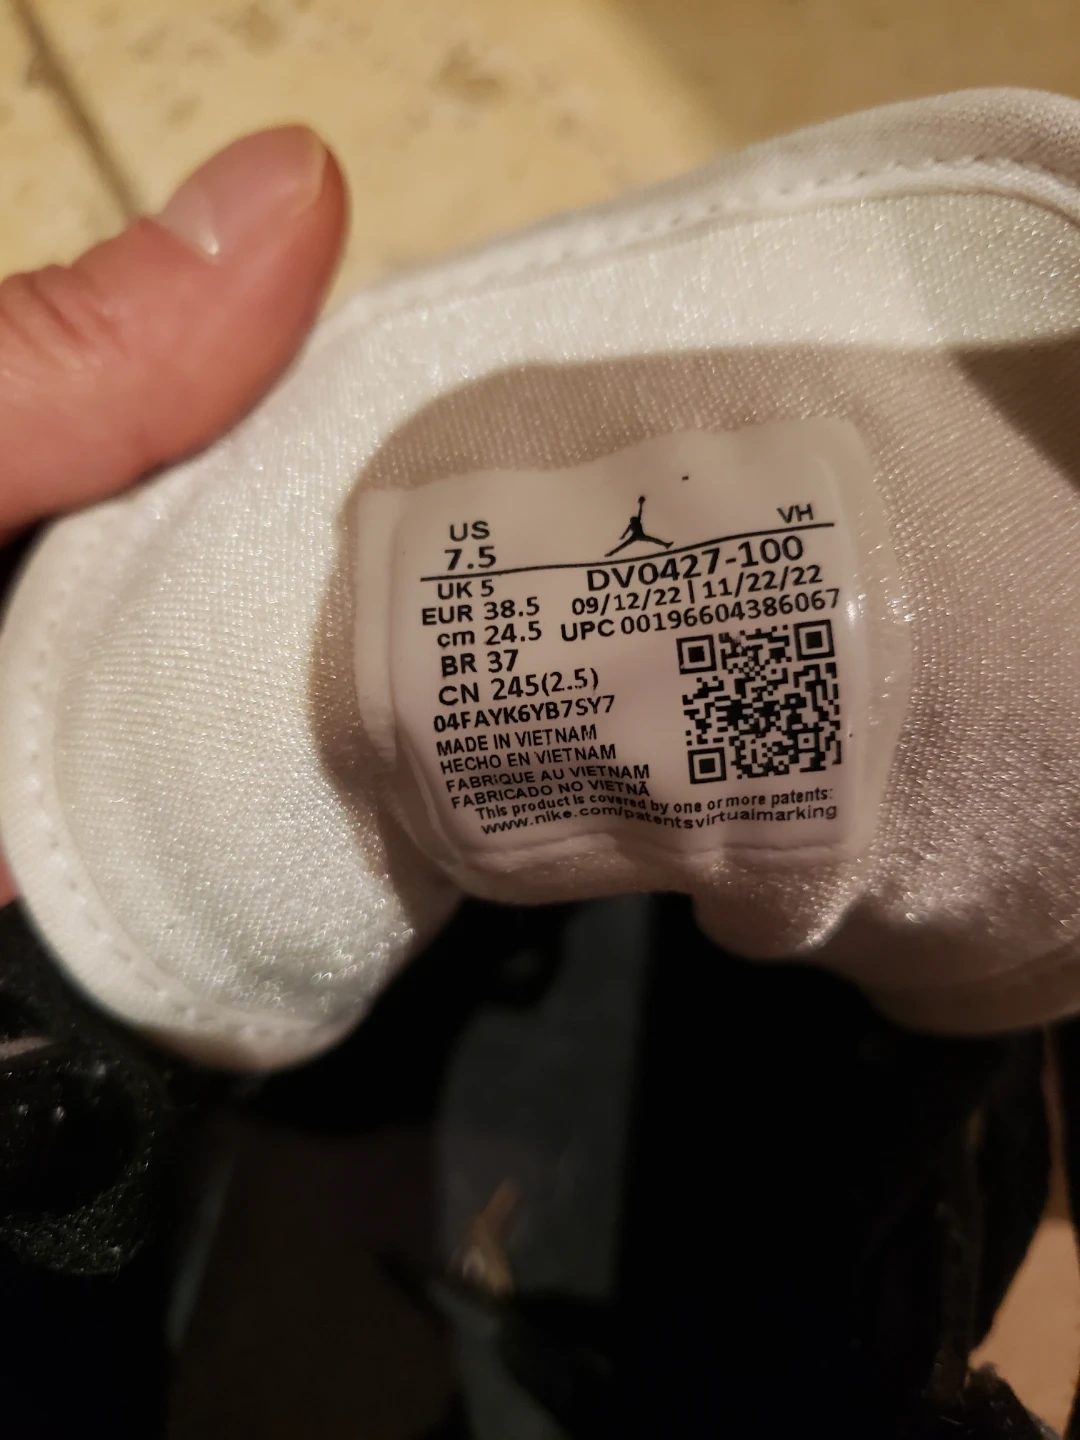 US
7.5
VH
UK 5
DV0427-100
EUR 38.5
09/12/22 | 11/22/22
cm 24.5
UPC 00196604386067
BR 37
CN 245(2.5)
04FAYK6YB7SY7
MADE IN VIETNAM
HECHO EN VIETNAM
FABRIQUE AU VIETNAM
FABRICADO NO VIETNÃ
This product is covered by one or more patents:
www.nike.com/patentsvirtualmarking